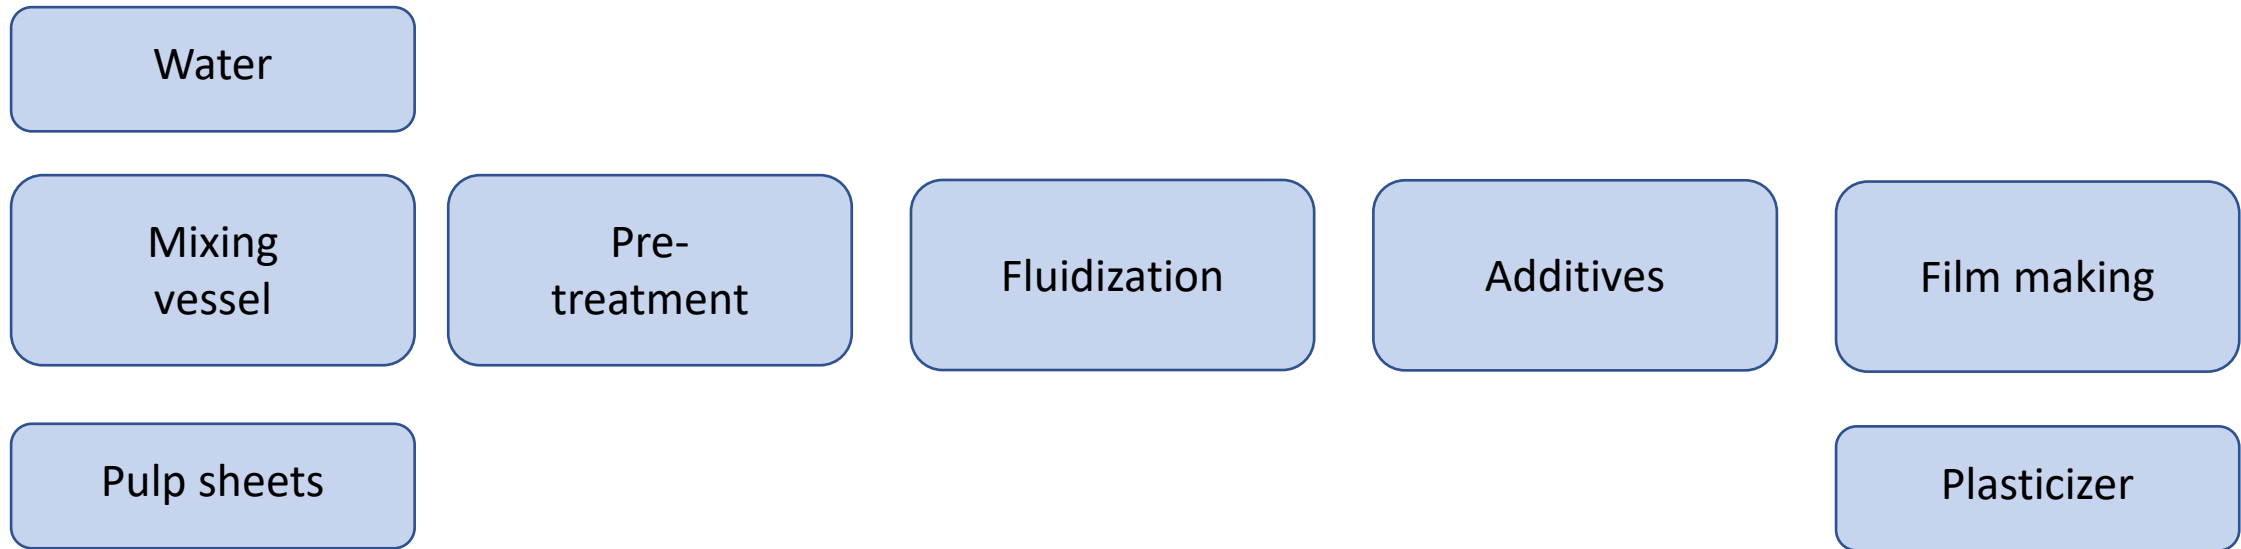 Water
Mixing
vessel
Pre-
treatment
Fluidization
Additives
Film making
Pulp sheets
Plasticizer